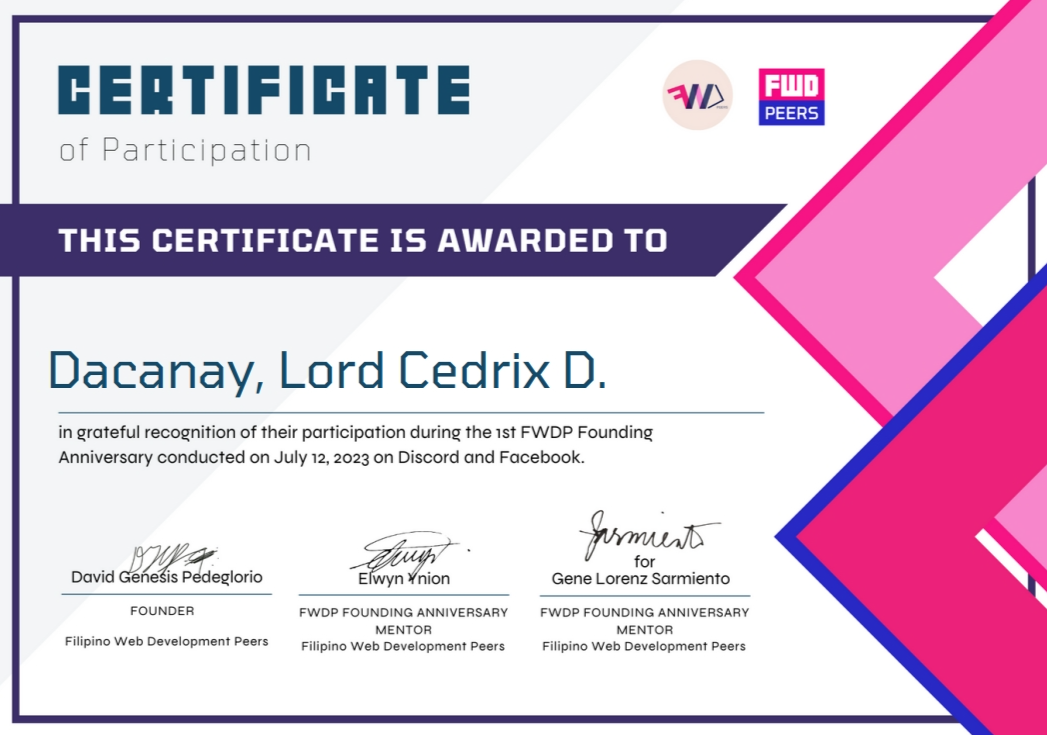 CERTIFICATE
of Participation
FWD
FWD
PEERS
THIS CERTIFICATE IS AWARDED TO
Dacanay, Lord Cedrix D.
in grateful recognition of their participation during the 1st FWDP Founding
Anniversary conducted on July 12, 2023 on Discord and Facebook.
Sarmiento
for
David Genesis Pedeglorio
Elwyn Ynion
Gene Lorenz Sarmiento
FOUNDER
Filipino Web Development Peers
FWDP FOUNDING ANNIVERSARY
MENTOR
Filipino Web Development Peers
FWDP FOUNDING ANNIVERSARY
MENTOR
Filipino Web Development Peers